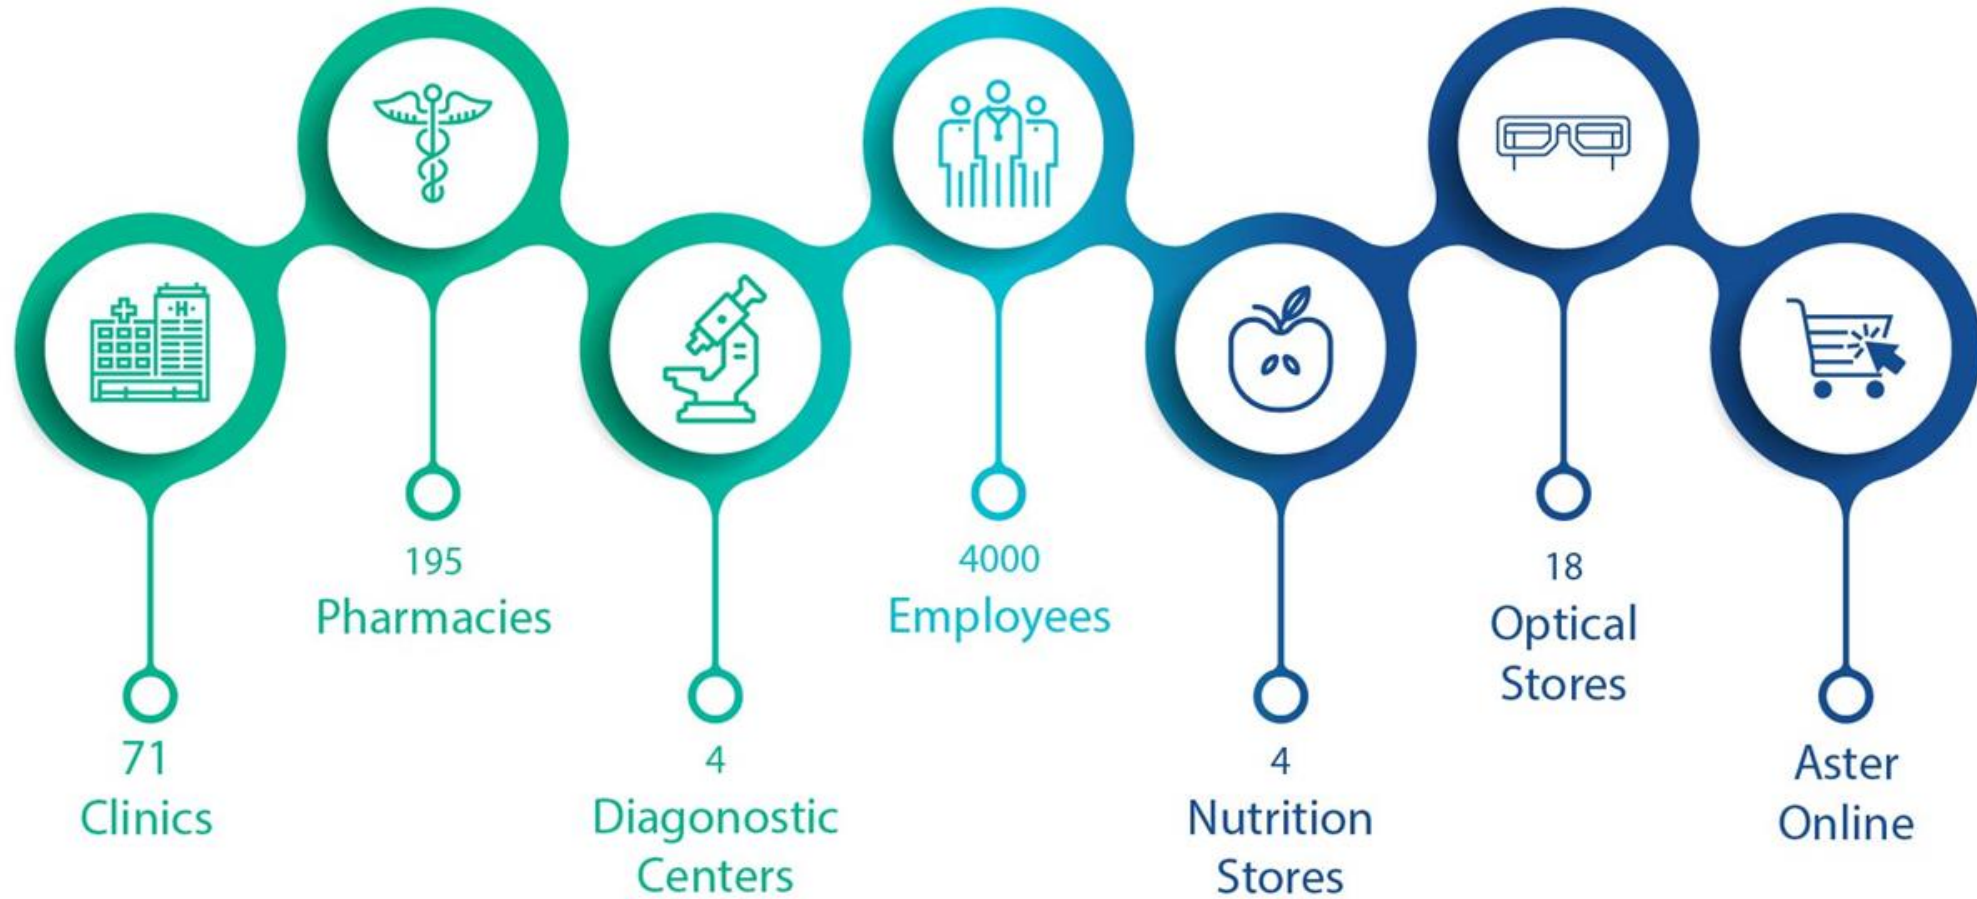 H
71
Clinics
195
Pharmacies
4
Diagonostic
Centers
4000
Employees
4
Nutrition
Stores
18
Optical
Stores
Aster
Online